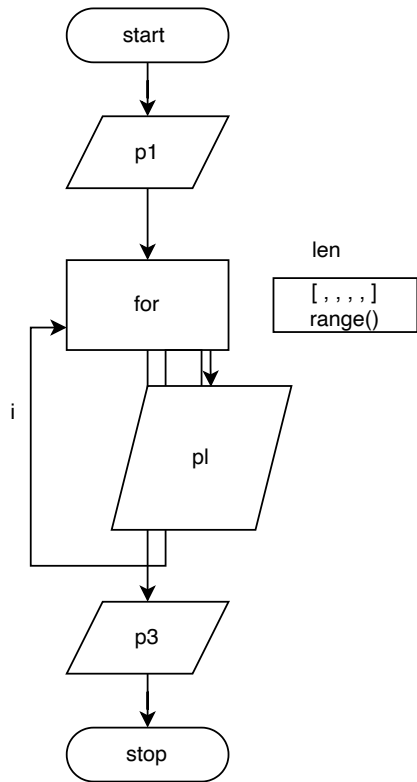 start
p1
len
for
[ , , , , ]
range()
i
pl
p3
stop